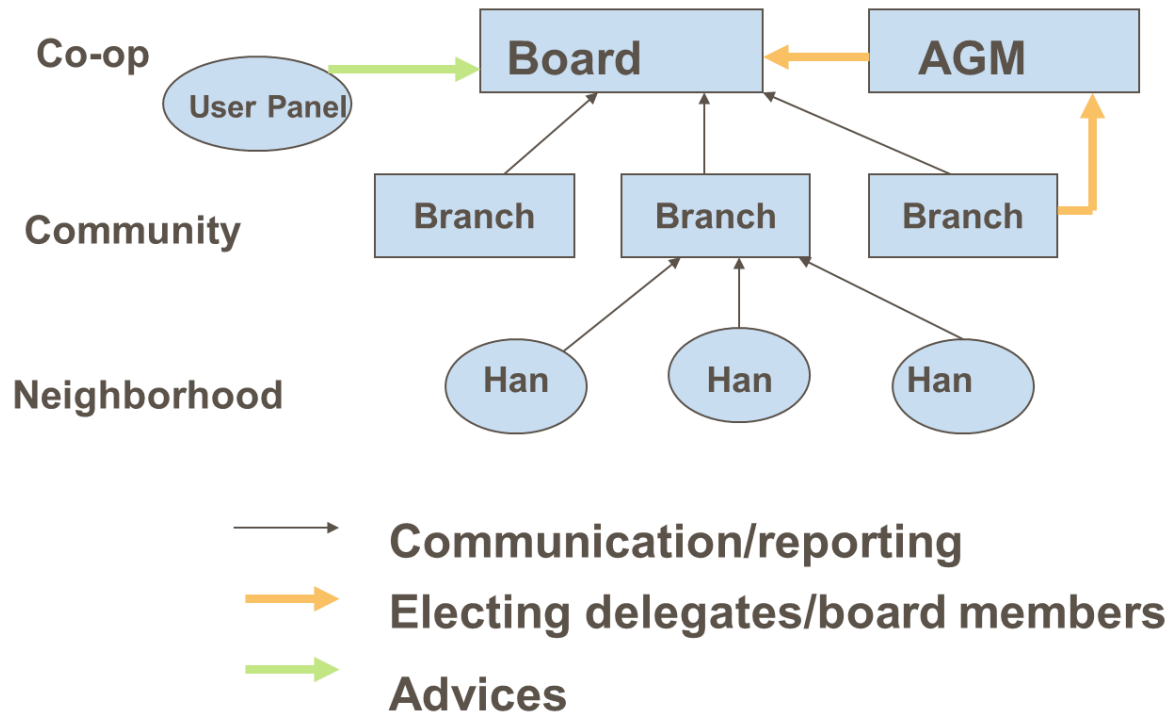 Co-op
Board
AGM
User Panel
Community
Branch
Branch
Branch
Neighborhood
Han
Han
Han
Communication/reporting
Electing delegates/board members
Advices